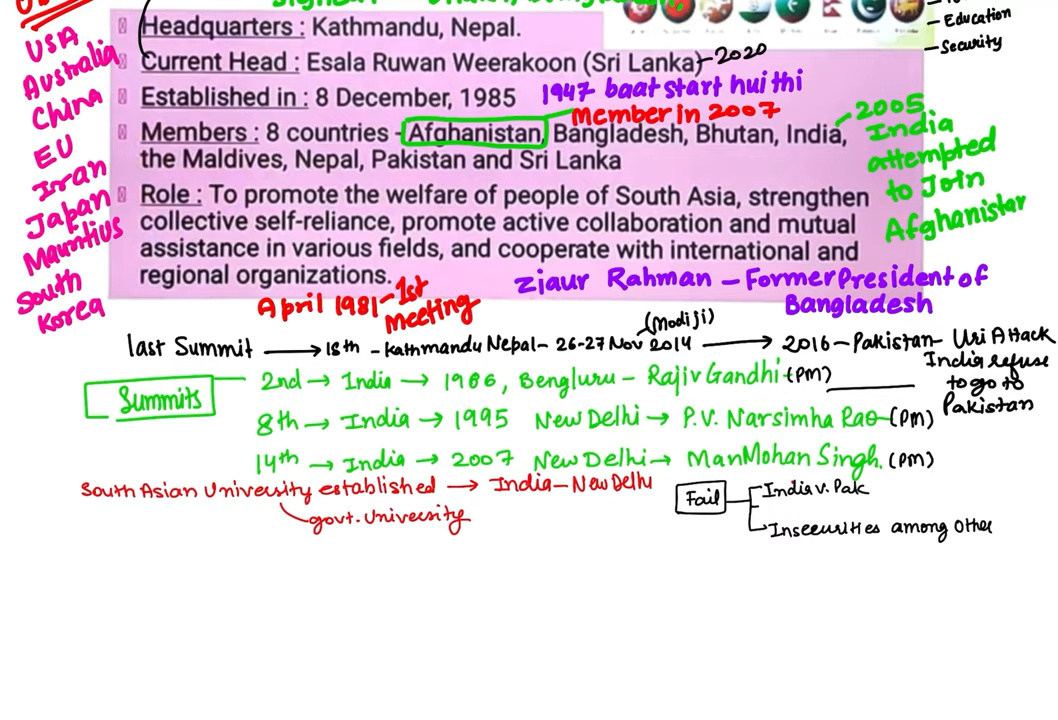 Headquarters : Kathmandu, Nepal.
Current Head : Esala Ruwan Weerakoon (Sri Lanka) - 2020
Established in : 8 December, 1985
1947 baat start hui thi
Member in 2007
Members : 8 countries - Afghanistan, Bangladesh, Bhutan, India,
the Maldives, Nepal, Pakistan and Sri Lanka
Role : To promote the welfare of people of South Asia, strengthen
collective self-reliance, promote active collaboration and mutual
assistance in various fields, and cooperate with international and
regional organizations.
- Education
- Security
2005
India
attempted
to Join
Afghanistan
USA
Australia
China
EU
Iran
Japan
Mauritius
South
Korea
April 1981 - 1st
Meeting
Ziaur Rahman - Former President of
Bangladesh
(Modiji)
last Summit → 18th - Kathmandu Nepal - 26-27 Nov 2014 → 2016 - Pakistan - Uri Attack
India refuse
to go to
Pakistan
Summits
2nd → India → 1986, Bengluru - Rajiv Gandhi (PM)
8th → India → 1995 New Delhi → P.V. Narsimha Rao (PM)
14th → India → 2007 New Delhi → ManMohan Singh. (PM)
South Asian University established → India - New Delhi
govt. University
Fail
India v. Pak
Insecurities among Other